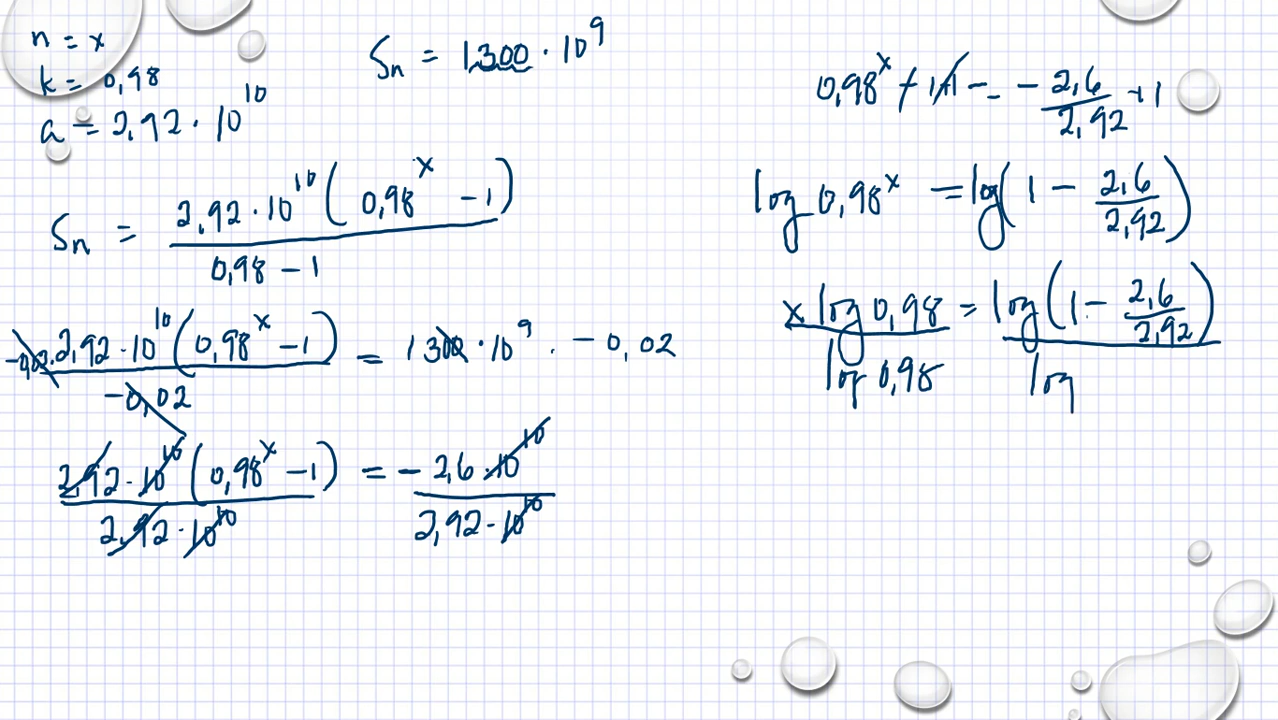 n = x
k = 0,98
a = 2,92 · 10^10
Sn = 1300 · 10^9
Sn = 2,92 · 10^10 ( 0,98^x - 1 ) / 0,98 - 1
-0,02 · 2,92 · 10^10 ( 0,98^x - 1 ) / -0,02 = 1300 · 10^9 · -0,02
2,92 · 10^10 ( 0,98^x - 1 ) / 2,92 · 10^10 = - 2,6 · 10^10 / 2,92 · 10^10
= - 2,6 / 2,92 + 1
log 0,98^x = log ( 1 - 2,6 / 2,92 )
x log 0,98 / log 0,98 = log ( 1 - 2,6 / 2,92 ) / log